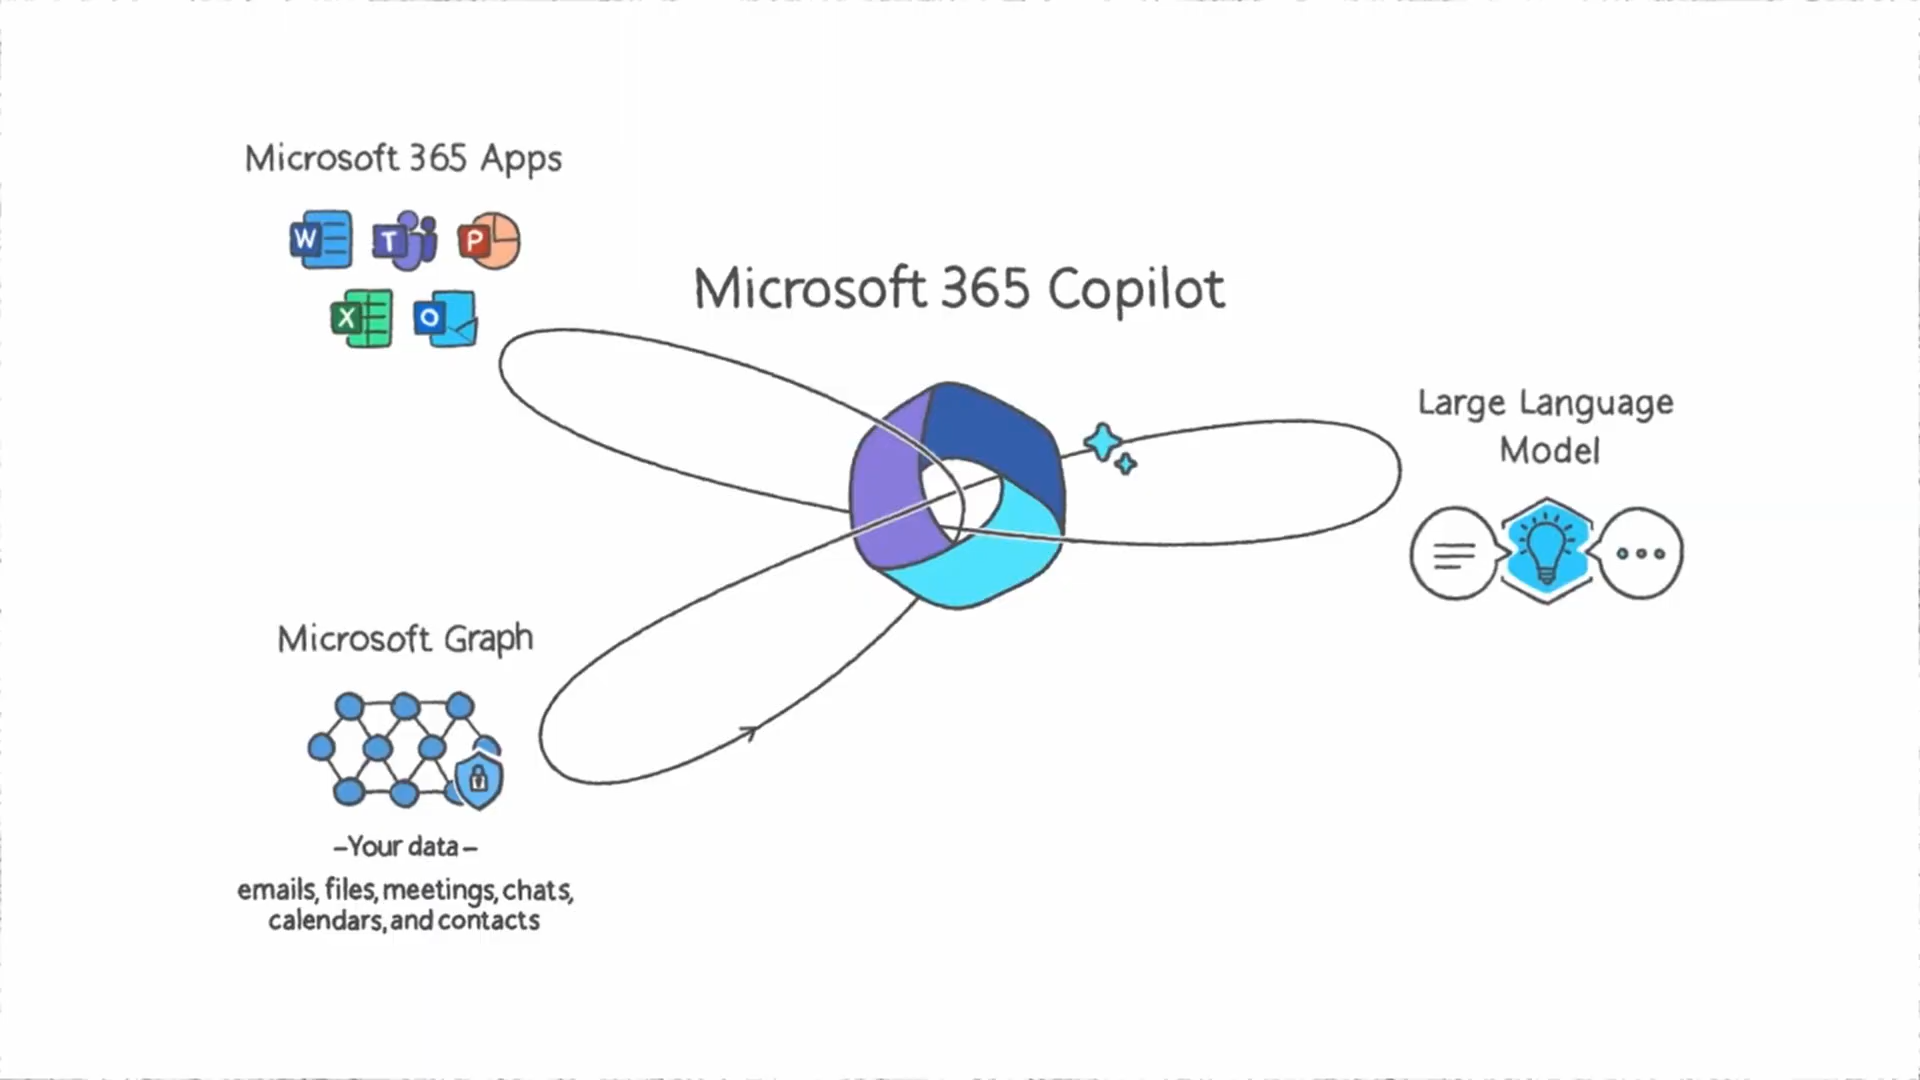 Microsoft 365 Apps
W T P
X O
Microsoft 365 Copilot
Large Language
Model
Microsoft Graph
–Your data–
emails, files, meetings, chats,
calendars, and contacts